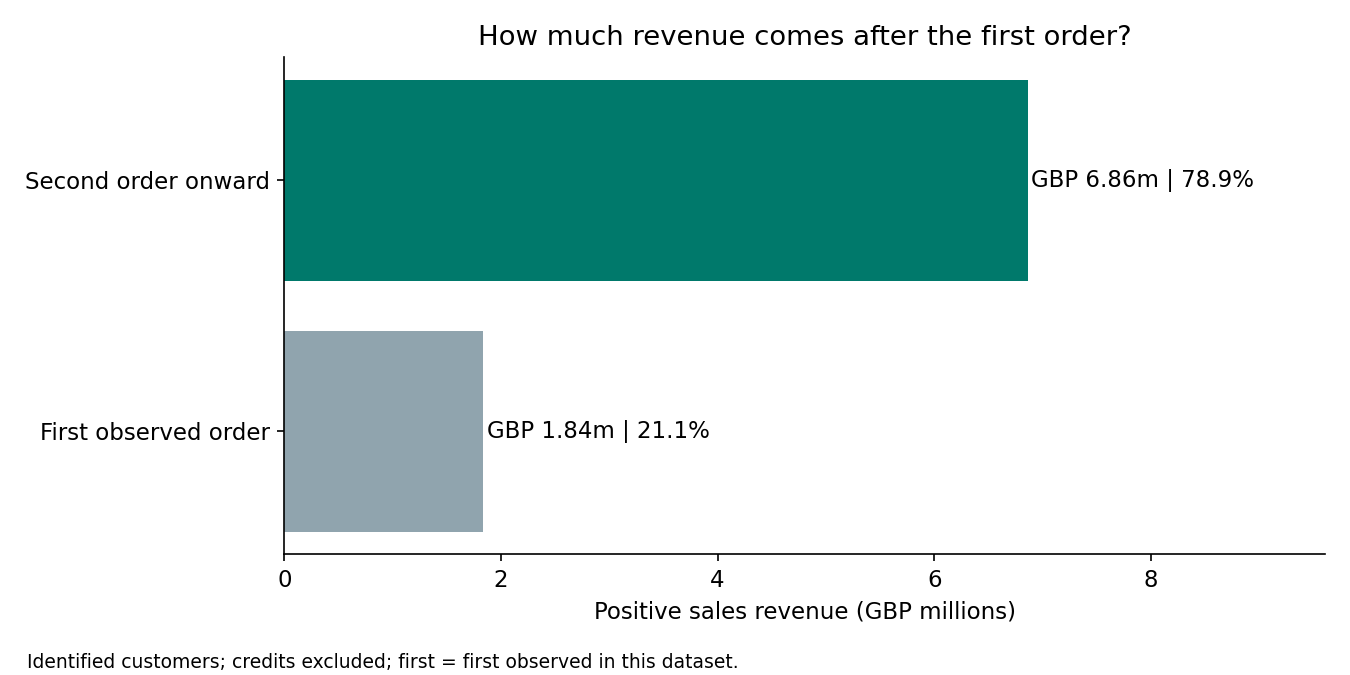 How much revenue comes after the first order?
Second order onward
GBP 6.86m | 78.9%
First observed order
GBP 1.84m | 21.1%
0 2 4 6 8
Positive sales revenue (GBP millions)
Identified customers; credits excluded; first = first observed in this dataset.